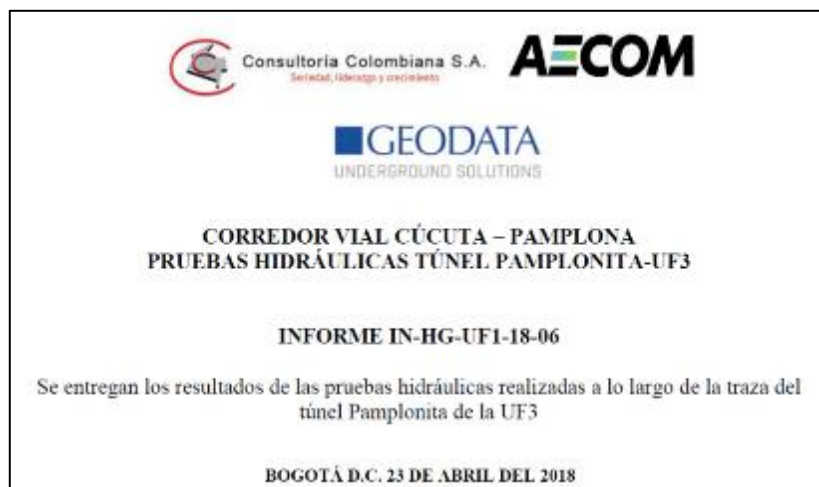 Consultoría Colombiana S.A.
Seriedad, liderazgo y crecimiento
AECOM
GEODATA
UNDERGROUND SOLUTIONS
CORREDOR VIAL CÚCUTA – PAMPLONA
PRUEBAS HIDRÁULICAS TÚNEL PAMPLONITA-UF3
INFORME IN-HG-UF1-18-06
Se entregan los resultados de las pruebas hidráulicas realizadas a lo largo de la traza del
túnel Pamplonita de la UF3
BOGOTÁ D.C. 23 DE ABRIL DEL 2018